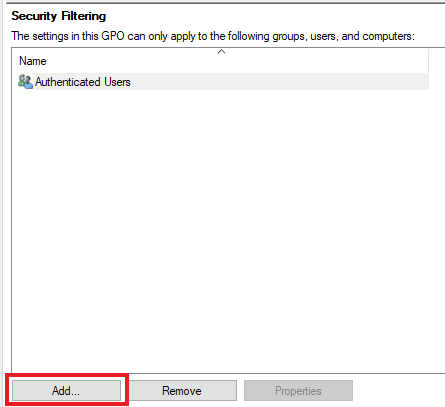 Security Filtering
The settings in this GPO can only apply to the following groups, users, and computers:
Name
Authenticated Users
Add...
Remove
Properties